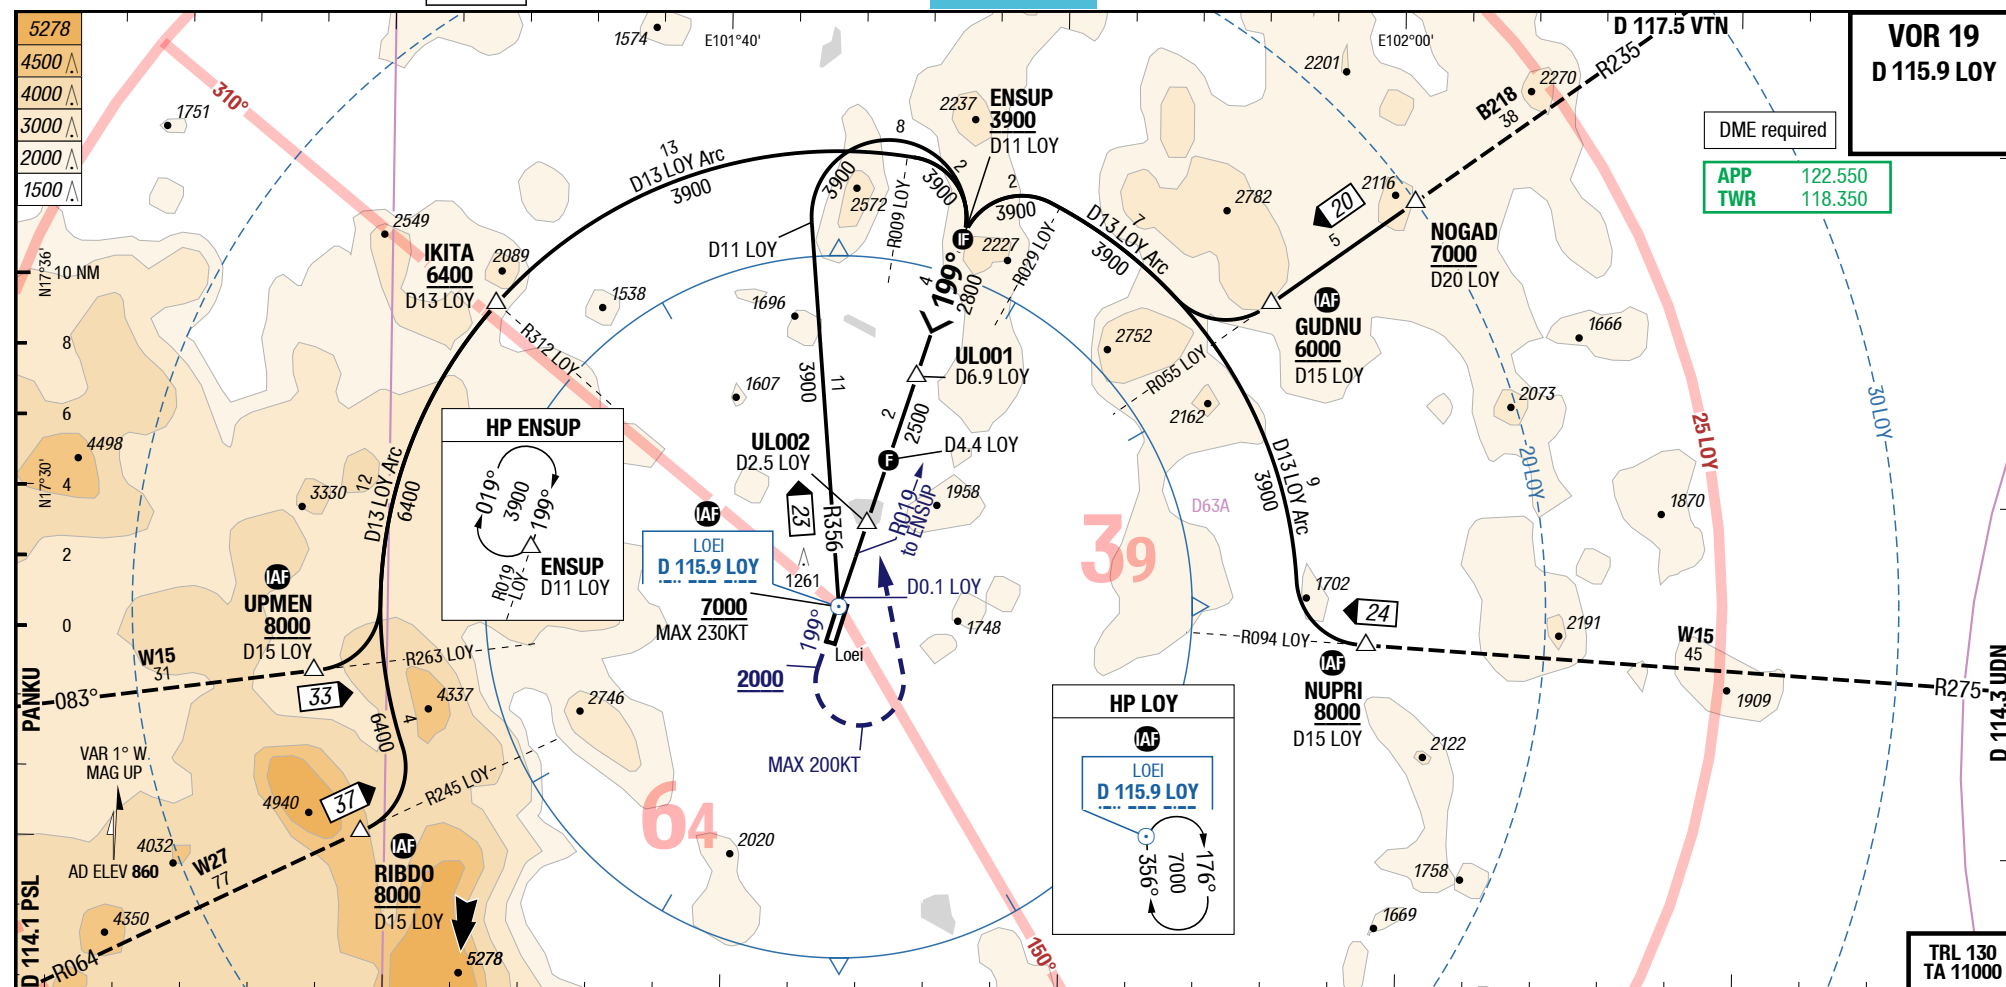 5278
4500
4000
3000
2000
1500
VOR 19
D 115.9 LOY
DME required
APP 122.550
TWR 118.350
D 117.5 VTN
R235
B218
38
2270
2201
E101°40'
E102°00'
1574
1751
310°
2549
2237
ENSUP
3900
D11 LOY
8
2
13
D13 LOY Arc
3900
3900
3900
2572
R009 LOY
D11 LOY
2
3900
2227
R029 LOY
7
D13 LOY Arc
3900
2782
2116
20
5
NOGAD
7000
D20 LOY
IAF
GUDNU
6000
D15 LOY
1666
IKITA
6400
D13 LOY
2089
1538
R312 LOY
N17°36'
10 NM
8
6
4
2
0
N17°30'
1696
1607
IF
4
199°
2800
UL001
D6.9 LOY
2752
R055 LOY
2162
2073
20 LOY
25 LOY
30 LOY
4498
3330
12
D13 LOY Arc
6400
HP ENSUP
019°
3900
199°
R019 LOY
ENSUP
D11 LOY
3900
11
2
2500
UL002
D2.5 LOY
F
D4.4 LOY
1958
R019
to ENSUP
23
R356
1261
IAF
LOEI
D 115.9 LOY
7000
MAX 230KT
D0.1 LOY
1748
199°
Loei
2000
MAX 200KT
39
D63A
9
D13 LOY Arc
3900
1870
1702
24
R094 LOY
IAF
NUPRI
8000
D15 LOY
W15
45
2191
1909
R275
D 114.3 UDN
IAF
UPMEN
8000
D15 LOY
W15
31
083°
PANKU
33
R263 LOY
4337
4
6400
2746
R245 LOY
VAR 1° W
MAG UP
4940
37
4032
AD ELEV 860
W27
77
IAF
RIBDO
8000
D15 LOY
4350
R064
D 114.1 PSL
5278
64
2020
150°
HP LOY
IAF
LOEI
D 115.9 LOY
356°
7000
176°
2122
1758
1669
TRL 130
TA 11000